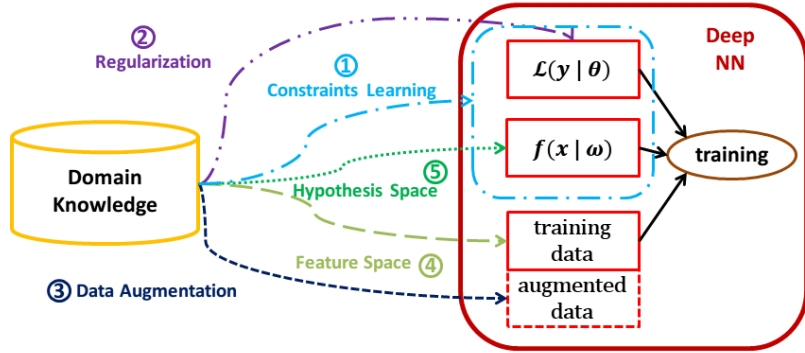 ②
Regularization
①
Constraints Learning
Deep
NN
ℒ(y | θ)
f(x | ω)
training
Domain
Knowledge
⑤
Hypothesis Space
training
data
Feature Space ④
③ Data Augmentation
augmented
data